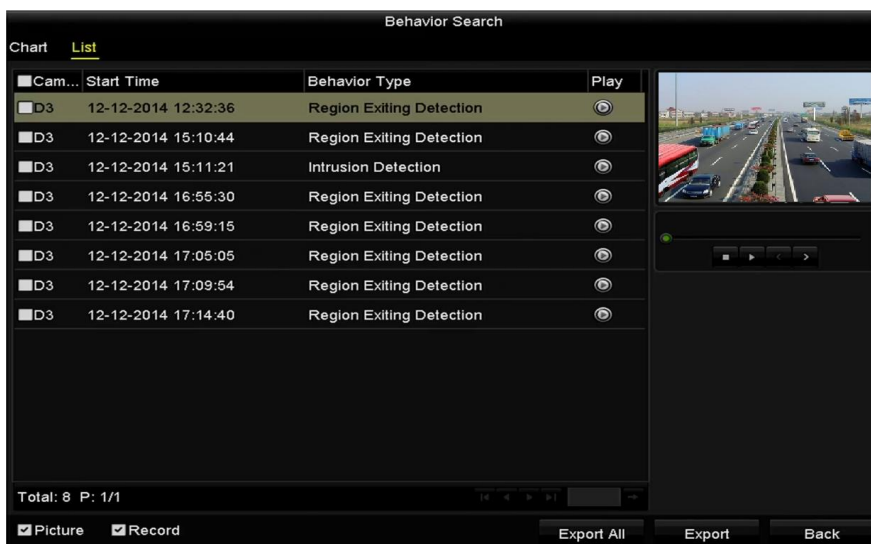 Behavior Search
Chart List
Cam... Start Time Behavior Type Play
D3 12-12-2014 12:32:36 Region Exiting Detection
D3 12-12-2014 15:10:44 Region Exiting Detection
D3 12-12-2014 15:11:21 Intrusion Detection
D3 12-12-2014 16:55:30 Region Exiting Detection
D3 12-12-2014 16:59:15 Region Exiting Detection
D3 12-12-2014 17:05:05 Region Exiting Detection
D3 12-12-2014 17:09:54 Region Exiting Detection
D3 12-12-2014 17:14:40 Region Exiting Detection
Total: 8 P: 1/1
Picture Record Export All Export Back